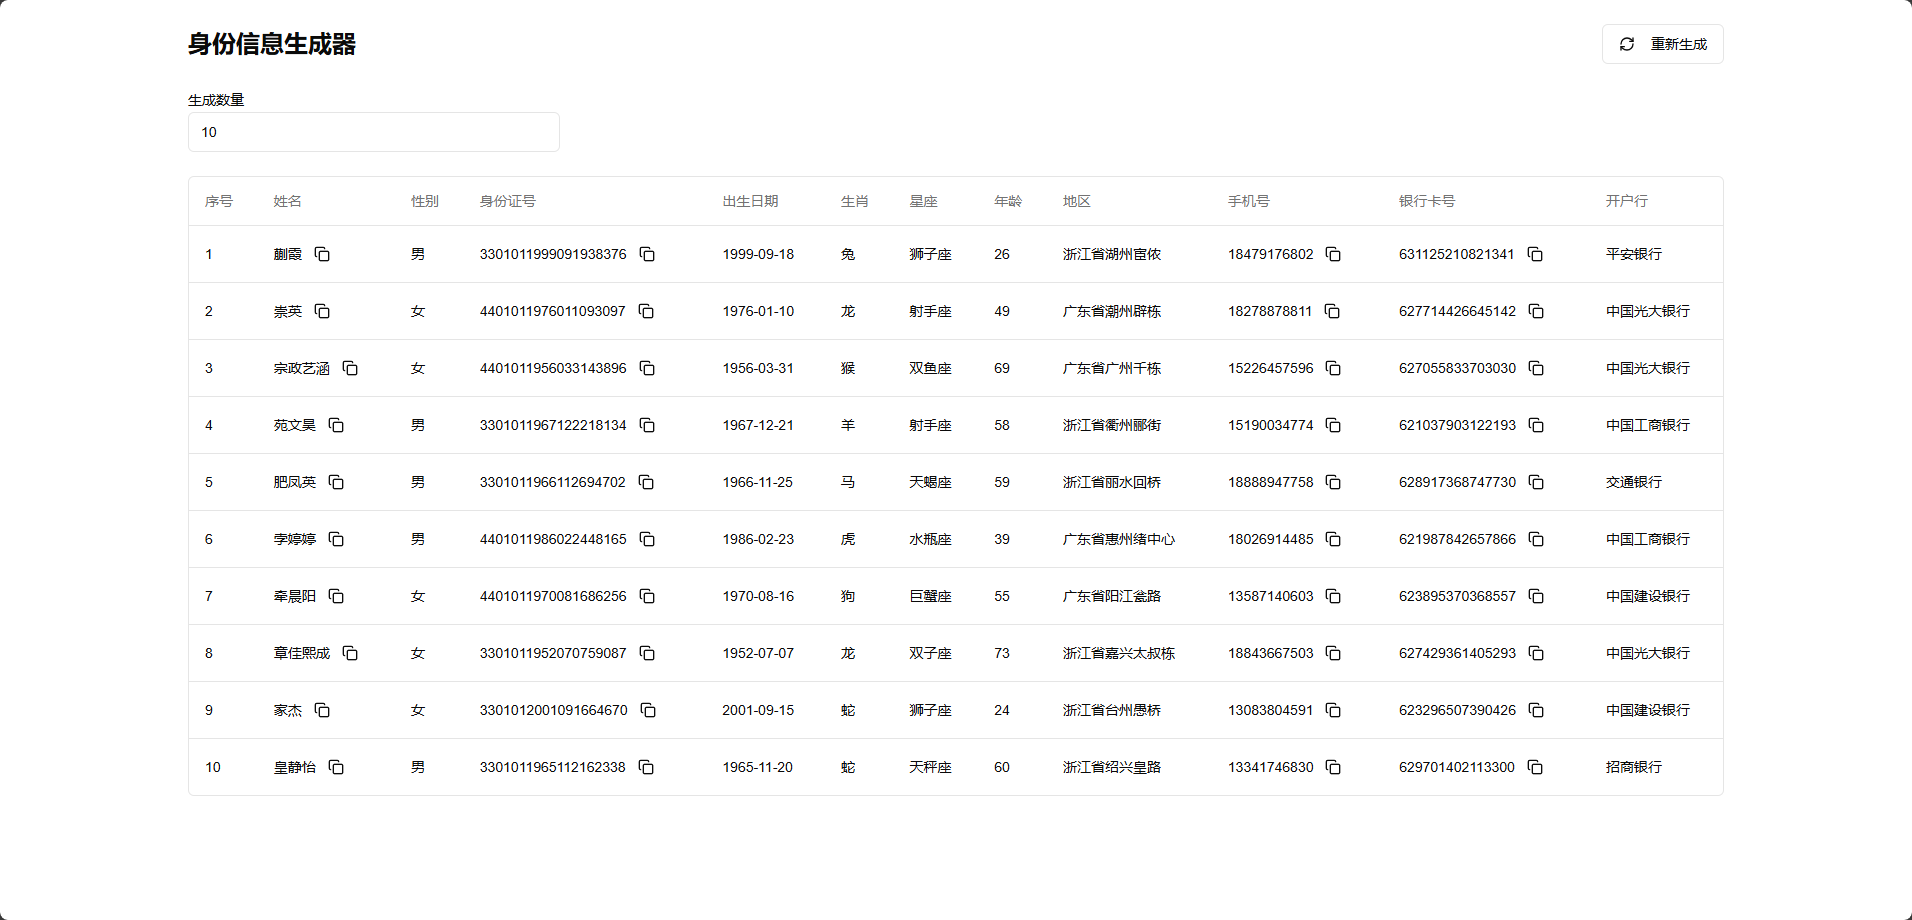 身份信息生成器
重新生成
生成数量
10
序号 姓名 性别 身份证号 出生日期 生肖 星座 年龄 地区 手机号 银行卡号 开户行
1 蒯霞 男 3301011999091938376 1999-09-18 兔 狮子座 26 浙江省湖州宦侬 18479176802 631125210821341 平安银行
2 崇英 女 4401011976011093097 1976-01-10 龙 射手座 49 广东省潮州辟栋 18278878811 627714426645142 中国光大银行
3 宗政艺涵 女 4401011956033143896 1956-03-31 猴 双鱼座 69 广东省广州千栋 15226457596 627055833703030 中国光大银行
4 苑文昊 男 3301011967122218134 1967-12-21 羊 射手座 58 浙江省衢州郦街 15190034774 621037903122193 中国工商银行
5 肥凤英 男 3301011966112694702 1966-11-25 马 天蝎座 59 浙江省丽水回桥 18888947758 628917368747730 交通银行
6 孛婷婷 男 4401011986022448165 1986-02-23 虎 水瓶座 39 广东省惠州绪中心 18026914485 621987842657866 中国工商银行
7 牵晨阳 女 4401011970081686256 1970-08-16 狗 巨蟹座 55 广东省阳江瓮路 13587140603 623895370368557 中国建设银行
8 章佳熙成 女 3301011952070759087 1952-07-07 龙 双子座 73 浙江省嘉兴太叔栋 18843667503 627429361405293 中国光大银行
9 家杰 女 3301012001091664670 2001-09-15 蛇 狮子座 24 浙江省台州愚桥 13083804591 623296507390426 中国建设银行
10 皇静怡 男 3301011965112162338 1965-11-20 蛇 天秤座 60 浙江省绍兴皇路 13341746830 629701402113300 招商银行